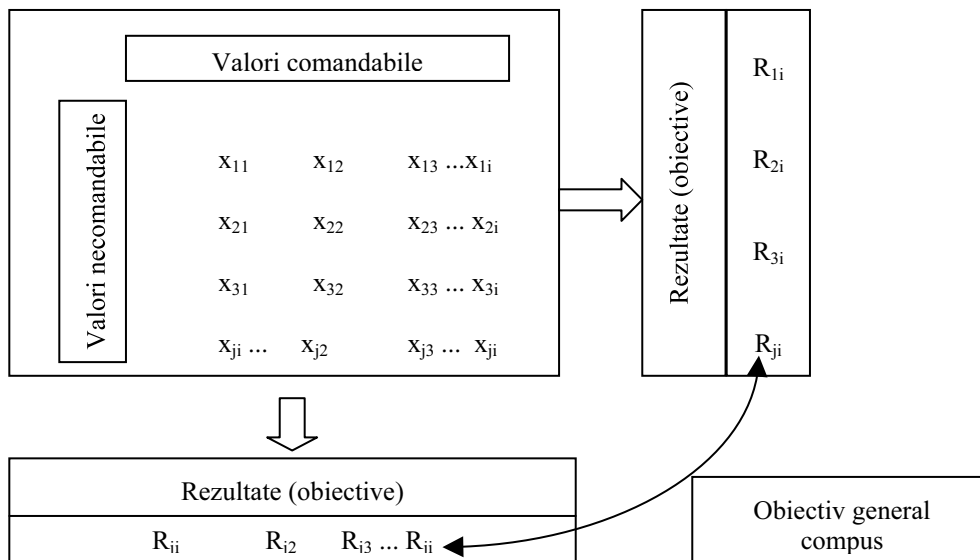 Valori comandabile
Valori necomandabile
x₁₁ x₁₂ x₁₃ ...x₁ᵢ
x₂₁ x₂₂ x₂₃ ... x₂ᵢ
x₃₁ x₃₂ x₃₃ ... x₃ᵢ
xⱼᵢ ... xⱼ₂ xⱼ₃ ... xⱼᵢ
Rezultate (obiective)
R₁ᵢ
R₂ᵢ
R₃ᵢ
Rⱼᵢ
Rezultate (obiective)
Rᵢᵢ Rᵢ₂ Rᵢ₃ ... Rᵢᵢ
Obiectiv general
compus